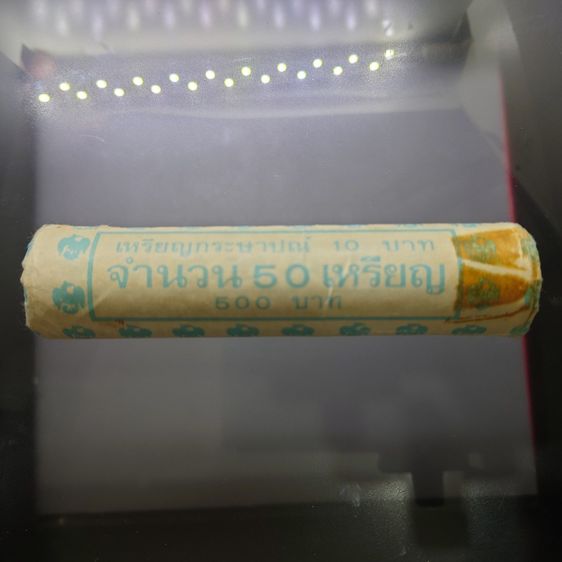 เหรียญกระษาปณ์ 10 บาท
จำนวน 50 เหรียญ
500 บาท